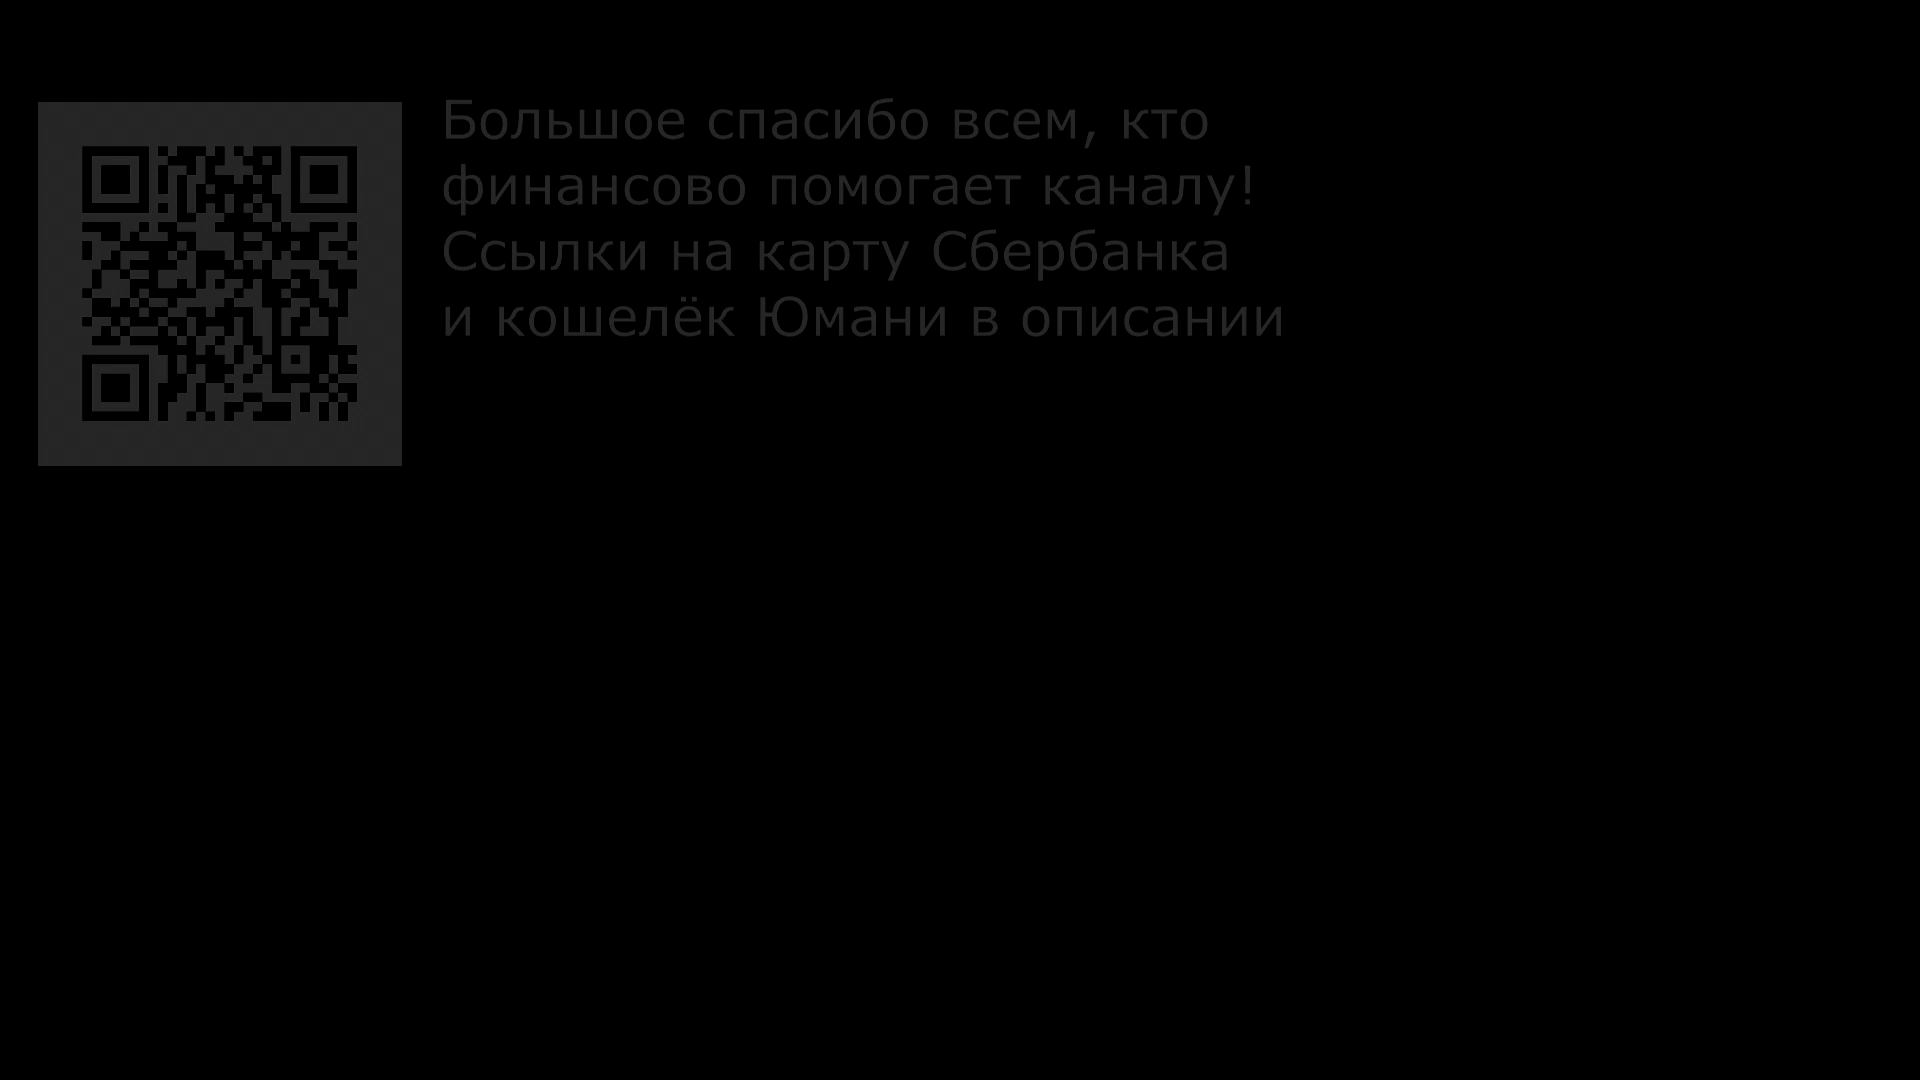 Большое спасибо всем, кто
финансово помогает каналу!
Ссылки на карту Сбербанка
и кошелёк Юмани в описании